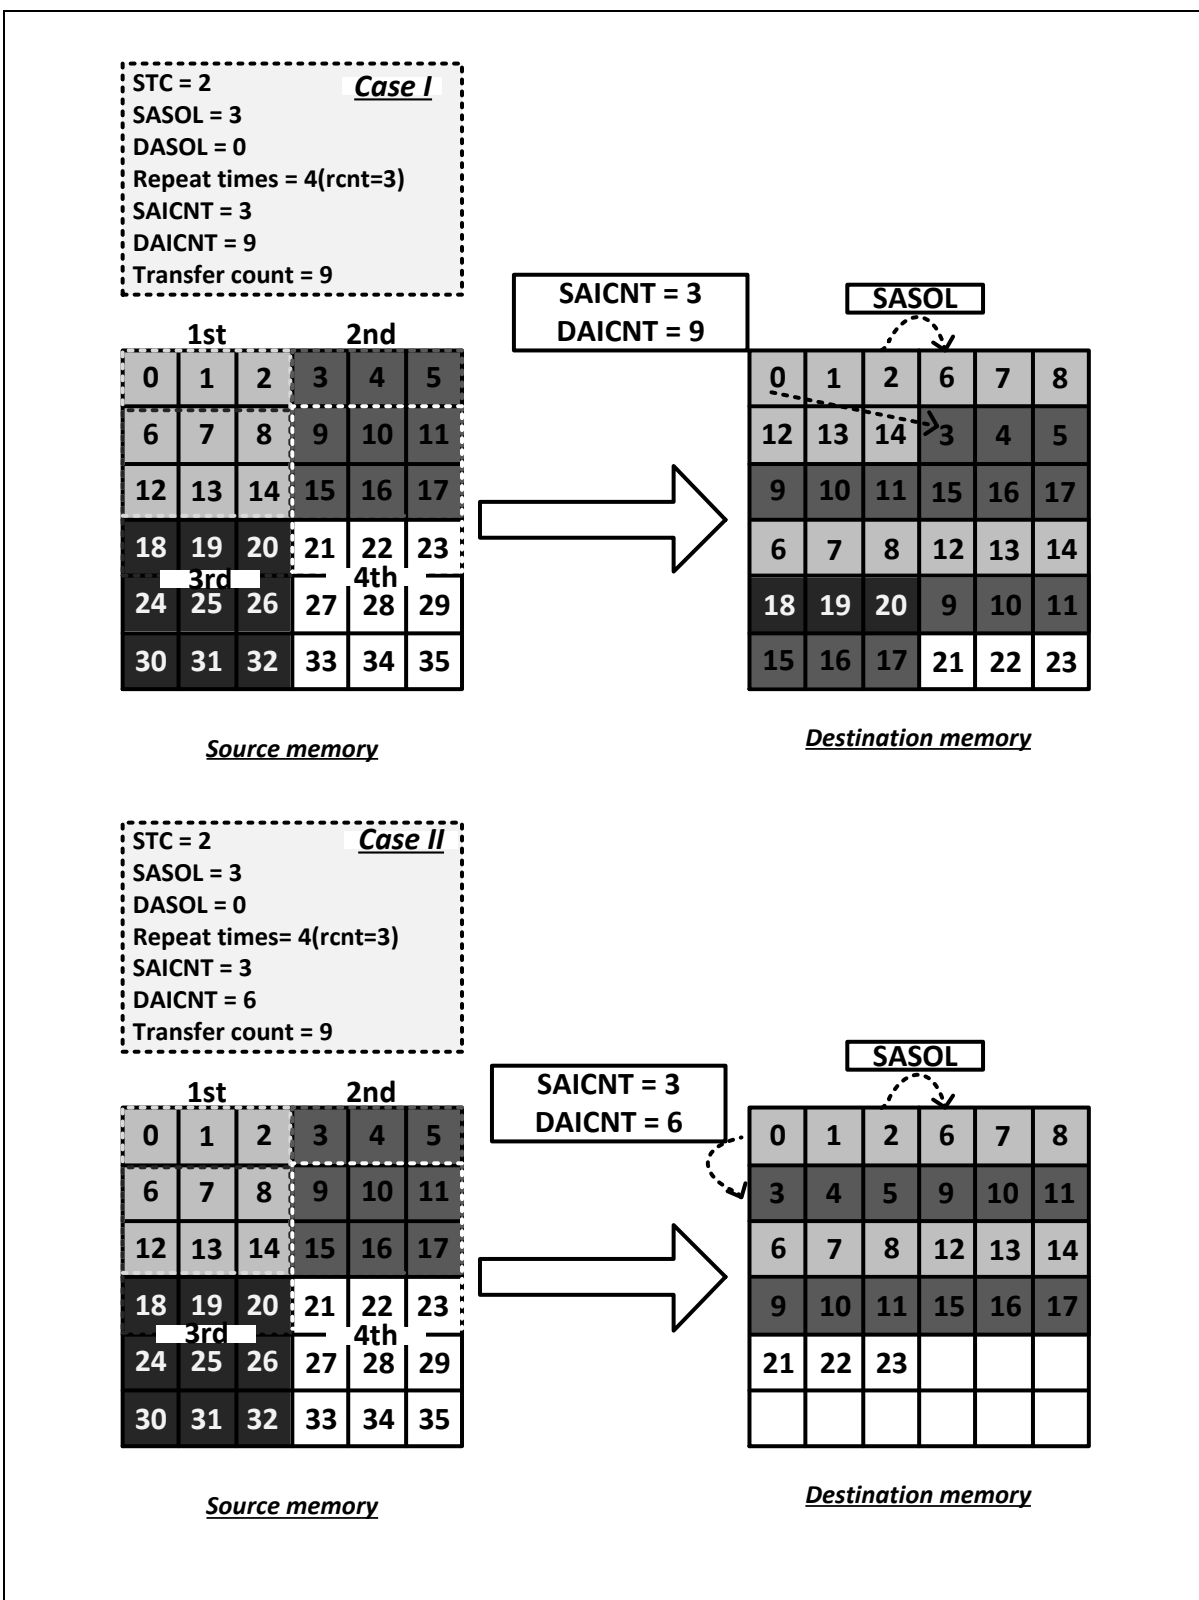 STC = 2
Case I
SASOL = 3
DASOL = 0
Repeat times = 4(rcnt=3)
SAICNT = 3
DAICNT = 9
Transfer count = 9
SAICNT = 3
DAICNT = 9
SASOL
1st 2nd
0 1 2 3 4 5
6 7 8 9 10 11
12 13 14 15 16 17
18 19 20 21 22 23
3rd 4th
24 25 26 27 28 29
30 31 32 33 34 35
Source memory
0 1 2 6 7 8
12 13 14 3 4 5
9 10 11 15 16 17
6 7 8 12 13 14
18 19 20 9 10 11
15 16 17 21 22 23
Destination memory
STC = 2
Case II
SASOL = 3
DASOL = 0
Repeat times= 4(rcnt=3)
SAICNT = 3
DAICNT = 6
Transfer count = 9
SAICNT = 3
DAICNT = 6
SASOL
1st 2nd
0 1 2 3 4 5
6 7 8 9 10 11
12 13 14 15 16 17
18 19 20 21 22 23
3rd 4th
24 25 26 27 28 29
30 31 32 33 34 35
Source memory
0 1 2 6 7 8
3 4 5 9 10 11
6 7 8 12 13 14
9 10 11 15 16 17
21 22 23
Destination memory